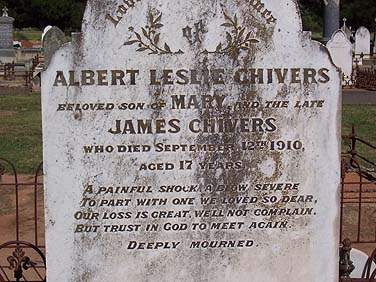 of
ALBERT LESLIE CHIVERS
BELOVED SON OF MARY, AND THE LATE
JAMES CHIVERS
WHO DIED SEPTEMBER 12TH 1910,
AGED 17 YEARS.
A PAINFUL SHOCK, A BLOW SEVERE
TO PART WITH ONE WE LOVED SO DEAR,
OUR LOSS IS GREAT, WE'LL NOT COMPLAIN,
BUT TRUST IN GOD TO MEET AGAIN.
DEEPLY MOURNED.